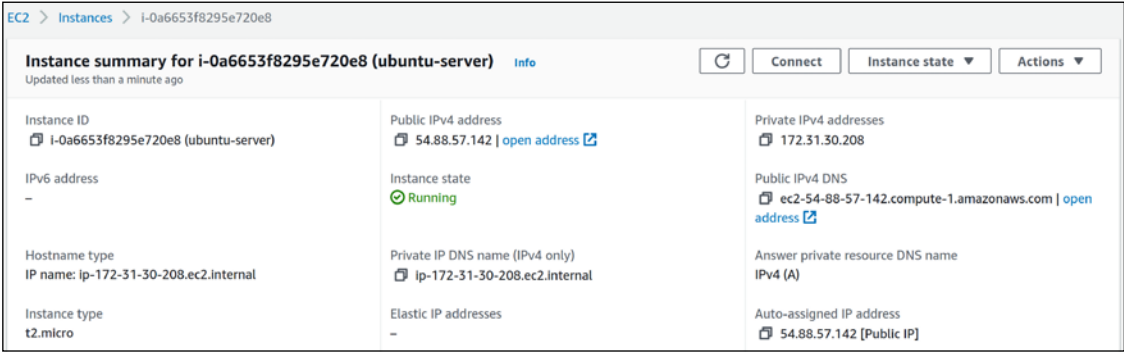 EC2 > Instances > i-0a6653f8295e720e8
Instance summary for i-0a6653f8295e720e8 (ubuntu-server) Info
Updated less than a minute ago
Connect
Instance state ▼
Actions ▼
Instance ID
i-0a6653f8295e720e8 (ubuntu-server)
Public IPv4 address
54.88.57.142 | open address
Private IPv4 addresses
172.31.30.208
IPv6 address
–
Instance state
Running
Public IPv4 DNS
ec2-54-88-57-142.compute-1.amazonaws.com | open
address
Hostname type
IP name: ip-172-31-30-208.ec2.internal
Private IP DNS name (IPv4 only)
ip-172-31-30-208.ec2.internal
Answer private resource DNS name
IPv4 (A)
Instance type
t2.micro
Elastic IP addresses
–
Auto-assigned IP address
54.88.57.142 [Public IP]